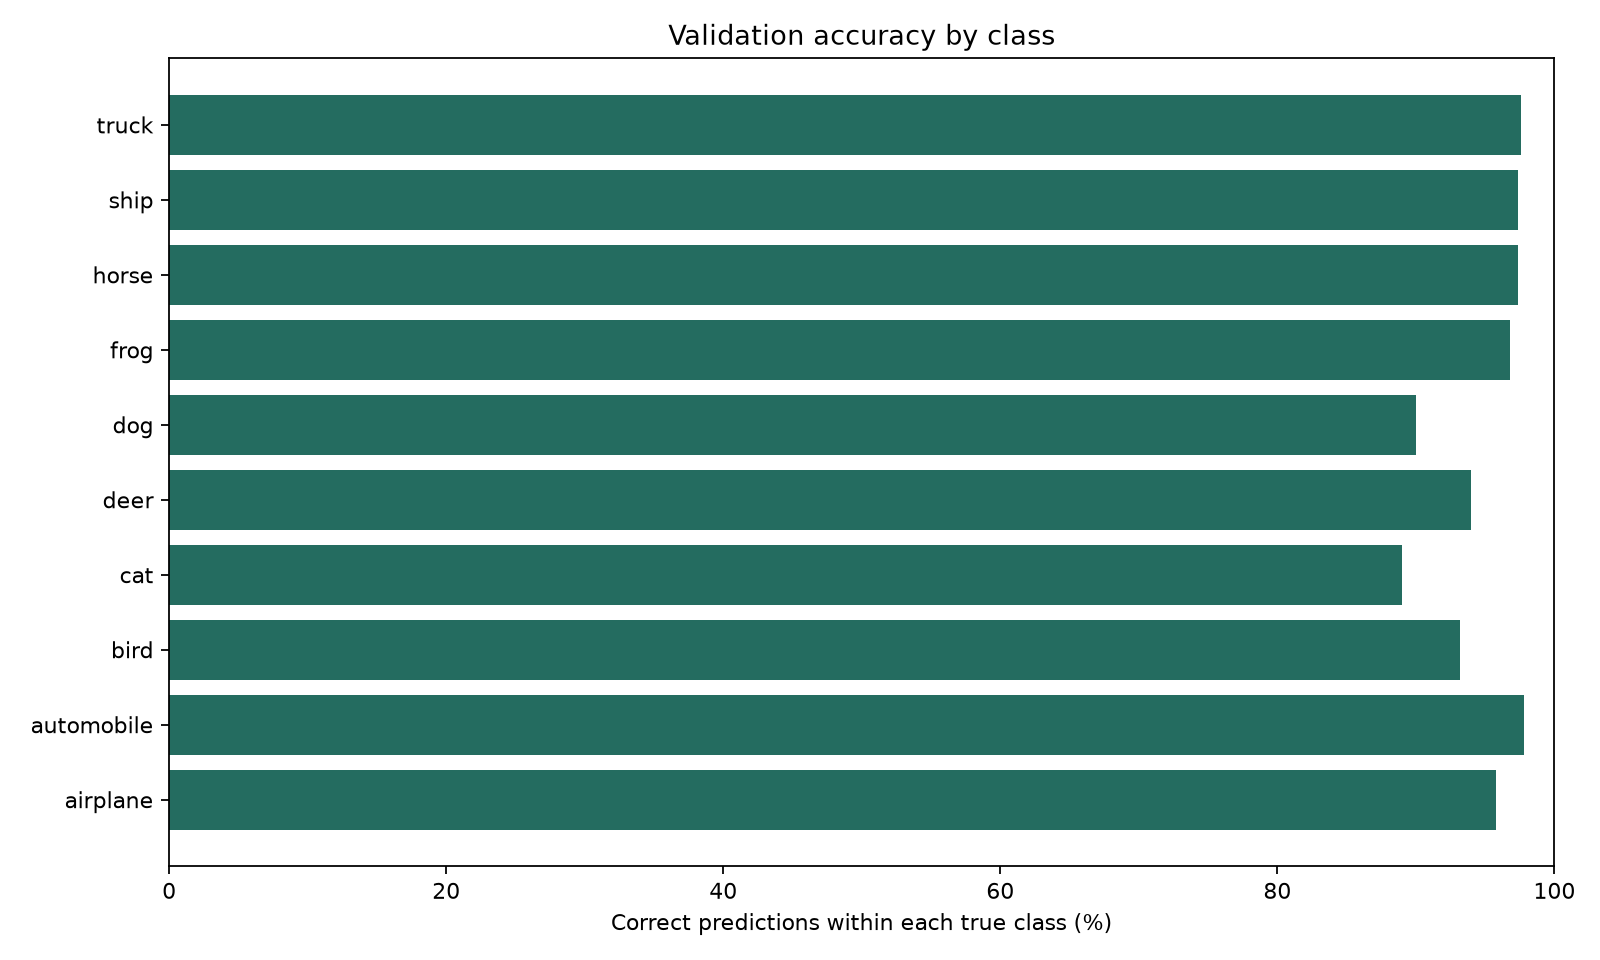 Validation accuracy by class
truck
ship
horse
frog
dog
deer
cat
bird
automobile
airplane
0 20 40 60 80 100
Correct predictions within each true class (%)